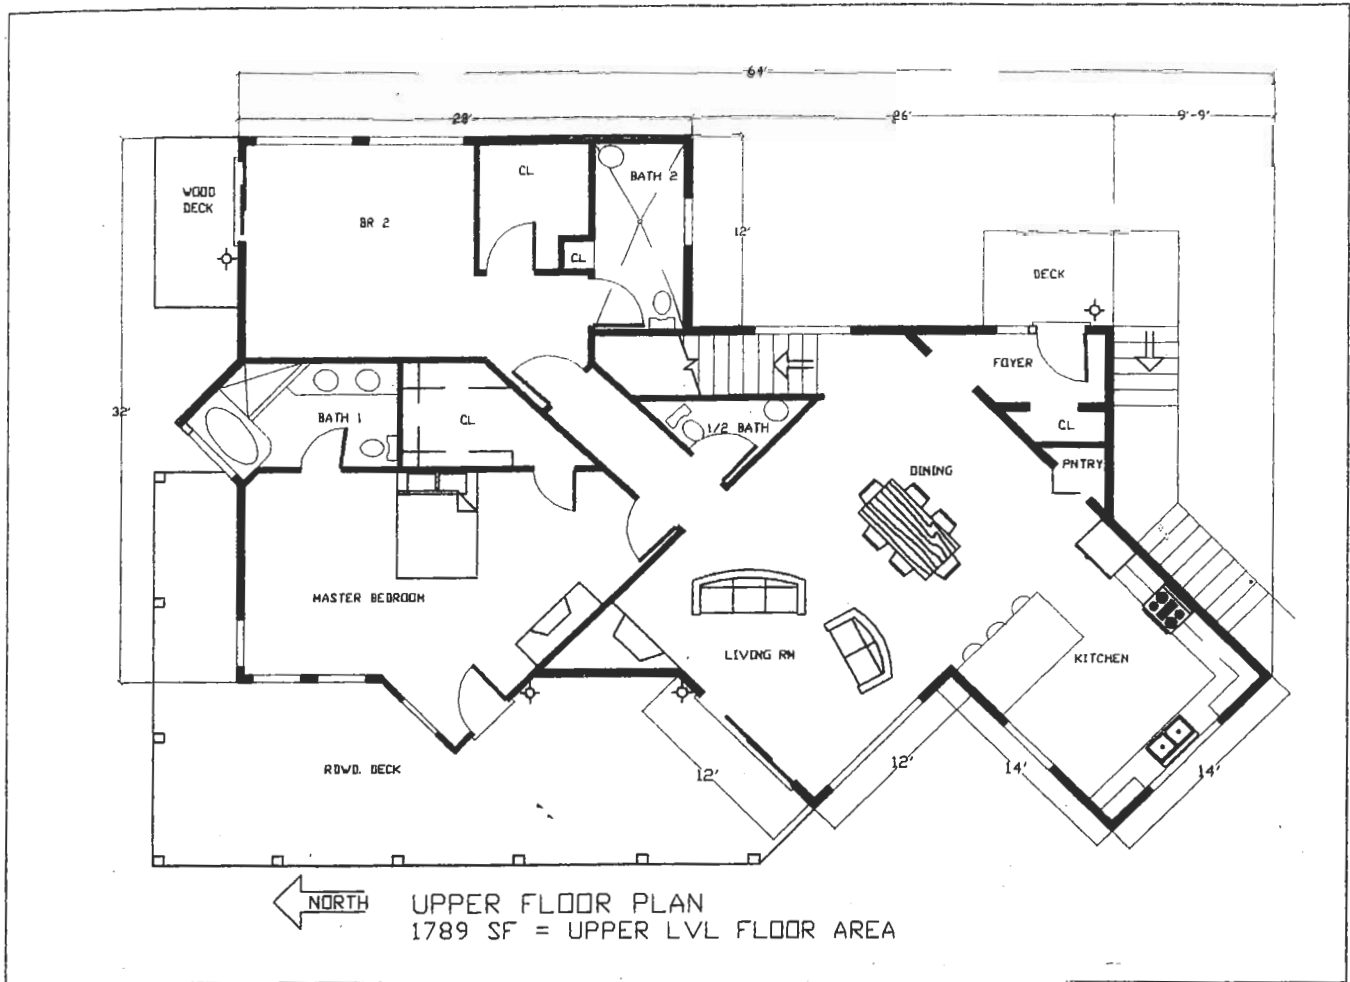 64'
28'
26'
9'-9'
WOOD
DECK
BR 2
CL
BATH 2
CL
12'
DECK
FOYER
32'
BATH 1
CL
1/2 BATH
CL
PNTRY
DINING
MASTER BEDROOM
LIVING RM
KITCHEN
RDWD. DECK
12'
12'
14'
14'
NORTH
UPPER FLOOR PLAN
1789 SF = UPPER LVL FLOOR AREA